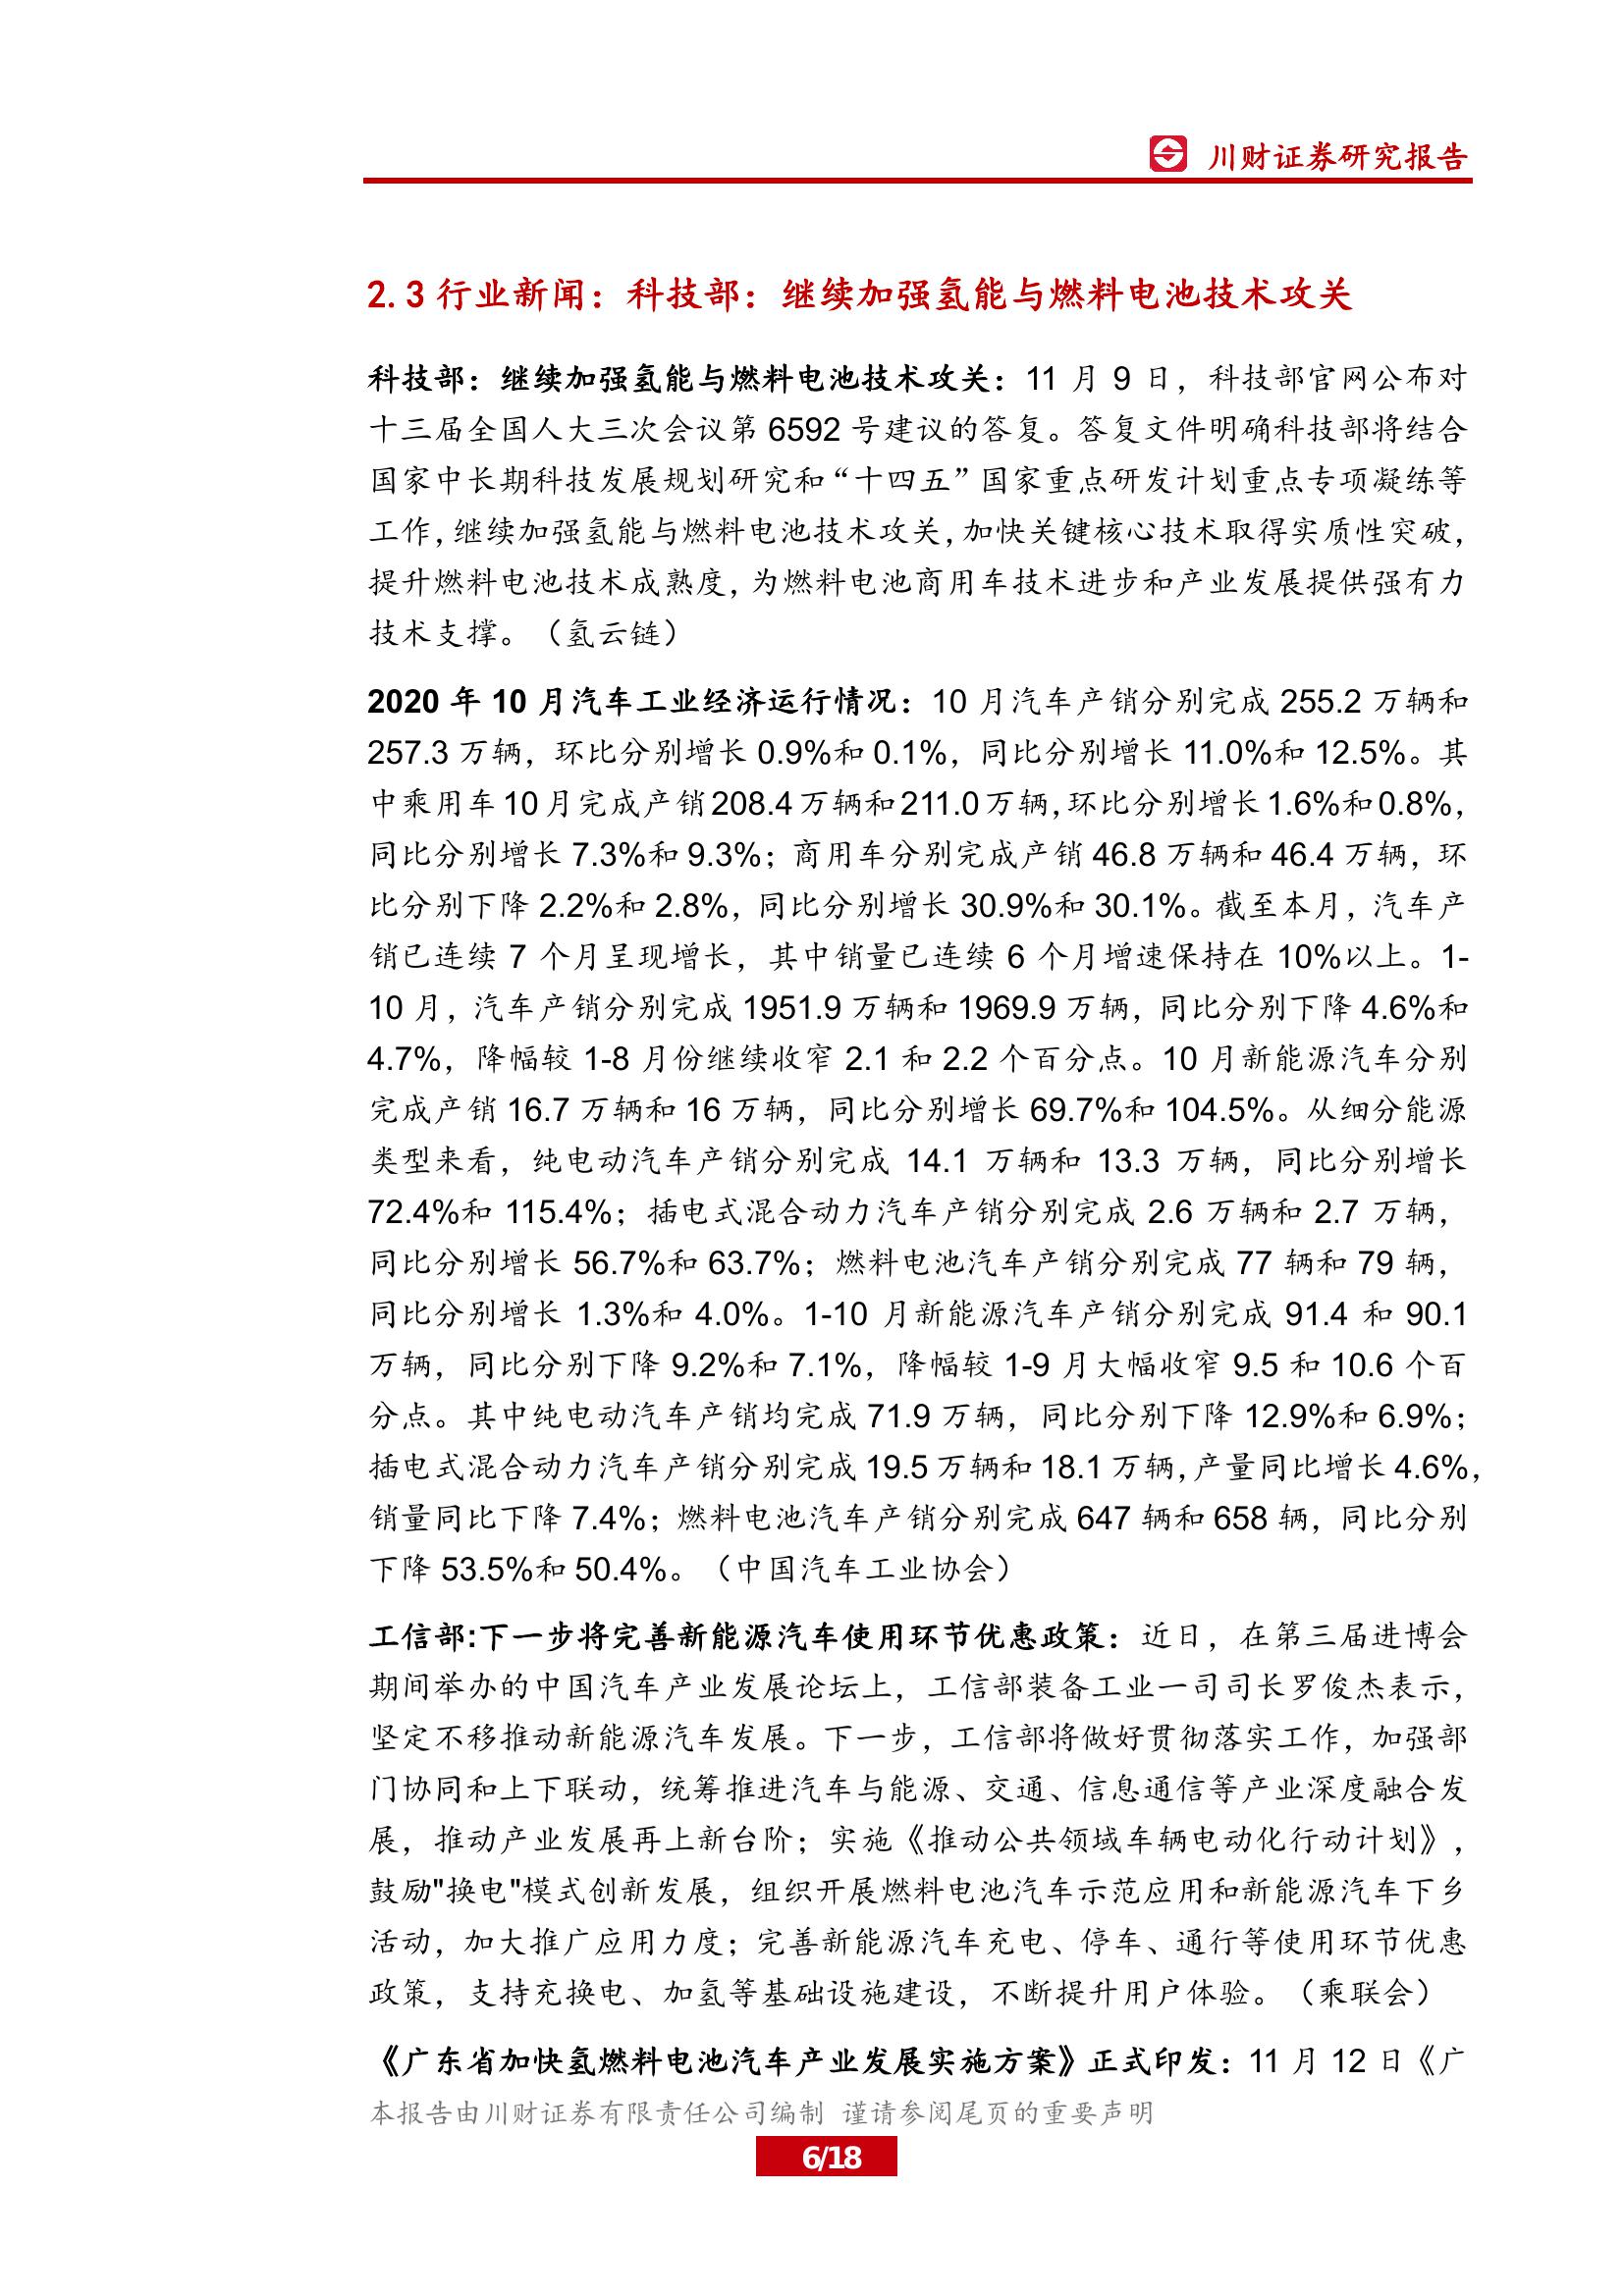 川财证券研究报告
2.3 行业新闻：科技部：继续加强氢能与燃料电池技术攻关
科技部：继续加强氢能与燃料电池技术攻关：11 月 9 日，科技部官网公布对
十三届全国人大三次会议第 6592 号建议的答复。答复文件明确科技部将结合
国家中长期科技发展规划研究和“十四五”国家重点研发计划重点专项凝练等
工作，继续加强氢能与燃料电池技术攻关，加快关键核心技术取得实质性突破，
提升燃料电池技术成熟度，为燃料电池商用车技术进步和产业发展提供强有力
技术支撑。（氢云链）
2020 年 10 月汽车工业经济运行情况：10 月汽车产销分别完成 255.2 万辆和
257.3 万辆，环比分别增长 0.9%和 0.1%，同比分别增长 11.0%和 12.5%。其
中乘用车 10 月完成产销 208.4 万辆和 211.0 万辆，环比分别增长 1.6%和 0.8%，
同比分别增长 7.3%和 9.3%；商用车分别完成产销 46.8 万辆和 46.4 万辆，环
比分别下降 2.2%和 2.8%，同比分别增长 30.9%和 30.1%。截至本月，汽车产
销已连续 7 个月呈现增长，其中销量已连续 6 个月增速保持在 10%以上。1-
10 月，汽车产销分别完成 1951.9 万辆和 1969.9 万辆，同比分别下降 4.6%和
4.7%，降幅较 1-8 月份继续收窄 2.1 和 2.2 个百分点。10 月新能源汽车分别
完成产销 16.7 万辆和 16 万辆，同比分别增长 69.7%和 104.5%。从细分能源
类型来看，纯电动汽车产销分别完成 14.1 万辆和 13.3 万辆，同比分别增长
72.4%和 115.4%；插电式混合动力汽车产销分别完成 2.6 万辆和 2.7 万辆，
同比分别增长 56.7%和 63.7%；燃料电池汽车产销分别完成 77 辆和 79 辆，
同比分别增长 1.3%和 4.0%。1-10 月新能源汽车产销分别完成 91.4 和 90.1
万辆，同比分别下降 9.2%和 7.1%，降幅较 1-9 月大幅收窄 9.5 和 10.6 个百
分点。其中纯电动汽车产销均完成 71.9 万辆，同比分别下降 12.9%和 6.9%；
插电式混合动力汽车产销分别完成 19.5 万辆和 18.1 万辆，产量同比增长 4.6%，
销量同比下降 7.4%；燃料电池汽车产销分别完成 647 辆和 658 辆，同比分别
下降 53.5%和 50.4%。（中国汽车工业协会）
工信部:下一步将完善新能源汽车使用环节优惠政策：近日，在第三届进博会
期间举办的中国汽车产业发展论坛上，工信部装备工业一司司长罗俊杰表示，
坚定不移推动新能源汽车发展。下一步，工信部将做好贯彻落实工作，加强部
门协同和上下联动，统筹推进汽车与能源、交通、信息通信等产业深度融合发
展，推动产业发展再上新台阶；实施《推动公共领域车辆电动化行动计划》，
鼓励"换电"模式创新发展，组织开展燃料电池汽车示范应用和新能源汽车下乡
活动，加大推广应用力度；完善新能源汽车充电、停车、通行等使用环节优惠
政策，支持充换电、加氢等基础设施建设，不断提升用户体验。（乘联会）
《广东省加快氢燃料电池汽车产业发展实施方案》正式印发：11 月 12 日《广
本报告由川财证券有限责任公司编制 谨请参阅尾页的重要声明
6/18